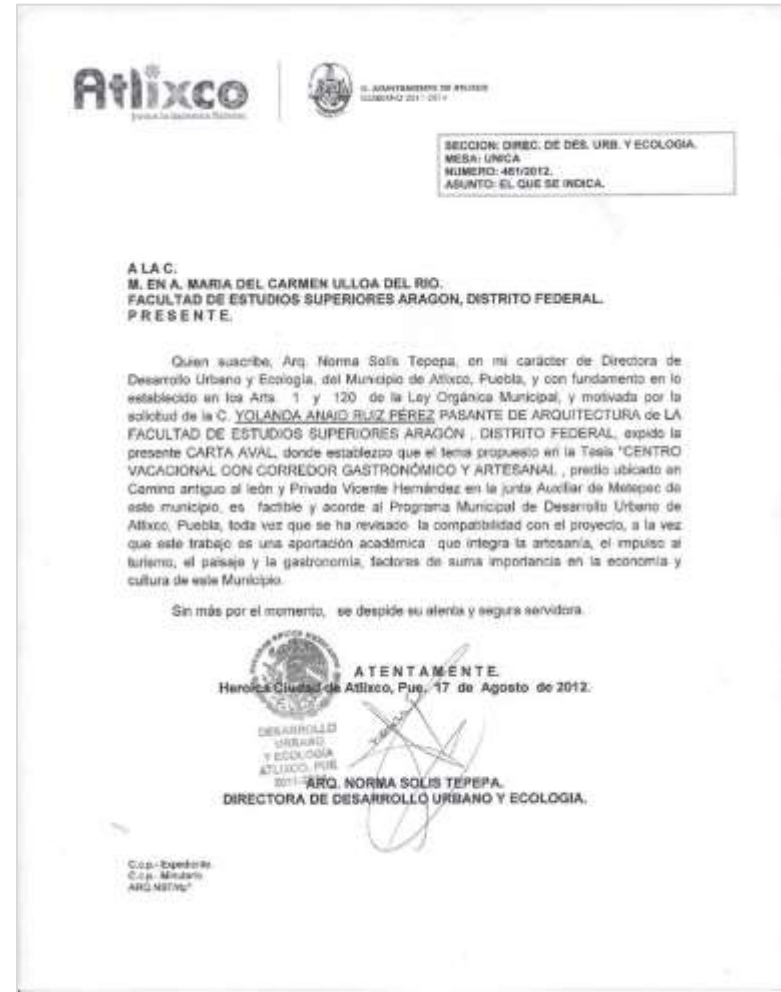 Atlixco
H. AYUNTAMIENTO DE ATLIXCO
GOBIERNO 2011-2014
SECCION: DIREC. DE DES. URB. Y ECOLOGIA.
MESA: UNICA
NUMERO: 461/2012.
ASUNTO: EL QUE SE INDICA.
A LA C.
M. EN A. MARIA DEL CARMEN ULLOA DEL RIO.
FACULTAD DE ESTUDIOS SUPERIORES ARAGON, DISTRITO FEDERAL.
P R E S E N T E.
Quien suscribe, Arq. Norma Solis Tepepa, en mi carácter de Directora de
Desarrollo Urbano y Ecología, del Municipio de Atlixco, Puebla, y con fundamento en lo
establecido en los Arts. 1 y 120 de la Ley Orgánica Municipal, y motivada por la
solicitud de la C. YOLANDA ANAID RUIZ PÉREZ PASANTE DE ARQUITECTURA de LA
FACULTAD DE ESTUDIOS SUPERIORES ARAGÓN , DISTRITO FEDERAL, expido la
presente CARTA AVAL, donde establezco que el tema propuesto en la Tesis "CENTRO
VACACIONAL CON CORREDOR GASTRONÓMICO Y ARTESANAL , predio ubicado en
Camino antiguo al león y Privado Vicente Hernández en la junta Auxiliar de Metepec de
este municipio, es factible y acorde al Programa Municipal de Desarrollo Urbano de
Atlixco, Puebla, toda vez que se ha revisado la compatibilidad con el proyecto, a la vez
que este trabajo es una aportación académica que integra la artesanía, el impulso al
turismo, el paisaje y la gastronomía, factores de suma importancia en la economía y
cultura de este Municipio.
Sin más por el momento, se despide su atenta y segura servidora.
A T E N T A M E N T E.
Heroica Ciudad de Atlixco, Pue. 17 de Agosto de 2012.
DESARROLLO
URBANO
Y ECOLOGÍA
ATLIXCO, PUE.
ARQ. NORMA SOLIS TEPEPA.
DIRECTORA DE DESARROLLO URBANO Y ECOLOGIA.
C.c.p.- Expediente.
C.c.p.- Minutario